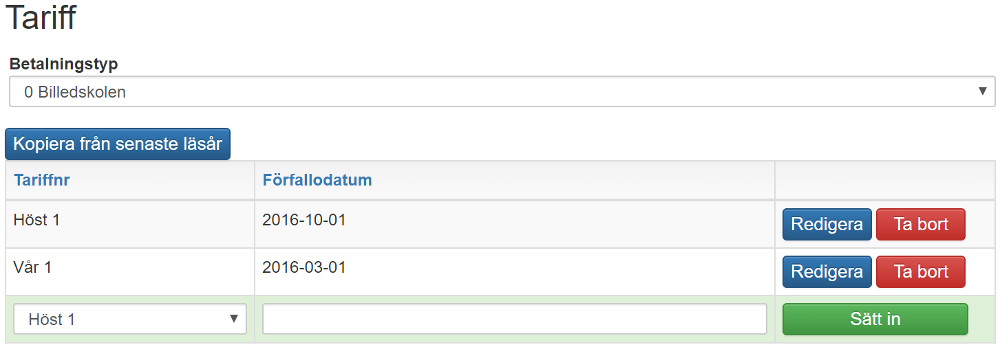 Tariff
Betalningstyp
0 Billedskolen
Kopiera från senaste läsår
Tariffnr Förfallodatum
Höst 1 2016-10-01 Redigera Ta bort
Vår 1 2016-03-01 Redigera Ta bort
Höst 1 Sätt in